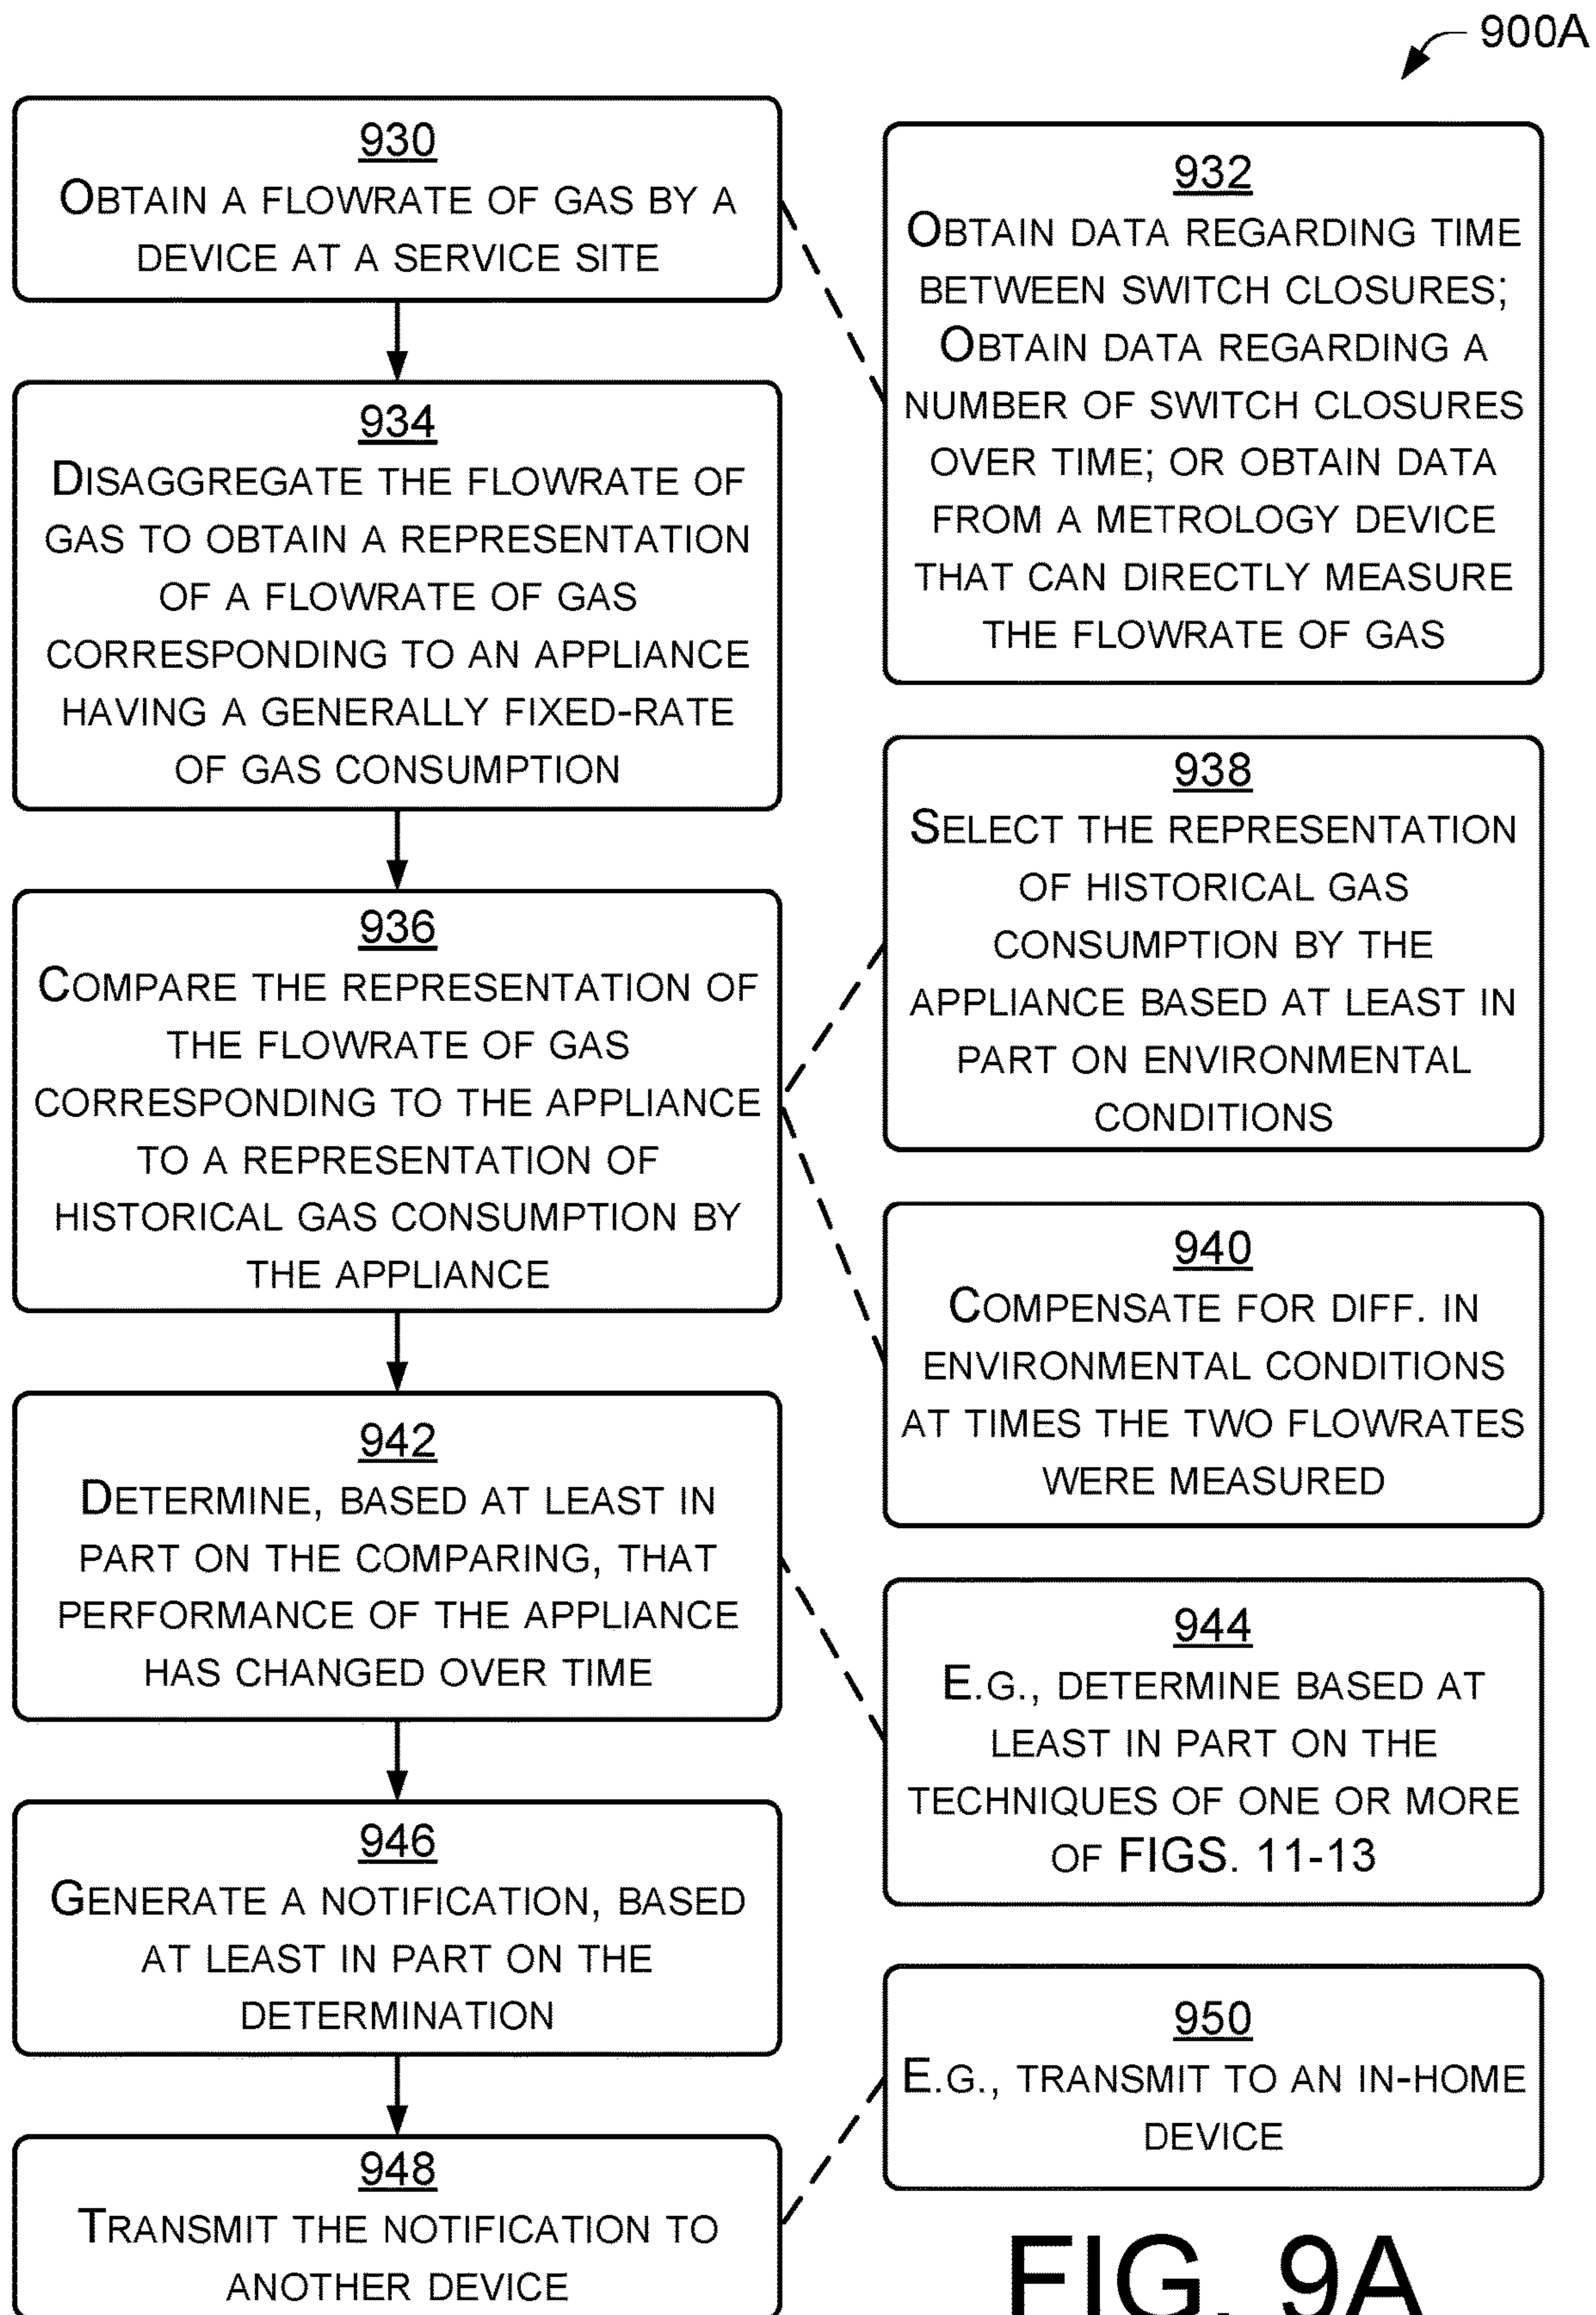 900A
930
OBTAIN A FLOWRATE OF GAS BY A
DEVICE AT A SERVICE SITE
932
OBTAIN DATA REGARDING TIME
BETWEEN SWITCH CLOSURES;
OBTAIN DATA REGARDING A
NUMBER OF SWITCH CLOSURES
OVER TIME; OR OBTAIN DATA
FROM A METROLOGY DEVICE
THAT CAN DIRECTLY MEASURE
THE FLOWRATE OF GAS
934
DISAGGREGATE THE FLOWRATE OF
GAS TO OBTAIN A REPRESENTATION
OF A FLOWRATE OF GAS
CORRESPONDING TO AN APPLIANCE
HAVING A GENERALLY FIXED-RATE
OF GAS CONSUMPTION
936
COMPARE THE REPRESENTATION OF
THE FLOWRATE OF GAS
CORRESPONDING TO THE APPLIANCE
TO A REPRESENTATION OF
HISTORICAL GAS CONSUMPTION BY
THE APPLIANCE
938
SELECT THE REPRESENTATION
OF HISTORICAL GAS
CONSUMPTION BY THE
APPLIANCE BASED AT LEAST IN
PART ON ENVIRONMENTAL
CONDITIONS
940
COMPENSATE FOR DIFF. IN
ENVIRONMENTAL CONDITIONS
AT TIMES THE TWO FLOWRATES
WERE MEASURED
942
DETERMINE, BASED AT LEAST IN
PART ON THE COMPARING, THAT
PERFORMANCE OF THE APPLIANCE
HAS CHANGED OVER TIME
944
E.G., DETERMINE BASED AT
LEAST IN PART ON THE
TECHNIQUES OF ONE OR MORE
OF FIGS. 11-13
946
GENERATE A NOTIFICATION, BASED
AT LEAST IN PART ON THE
DETERMINATION
948
TRANSMIT THE NOTIFICATION TO
ANOTHER DEVICE
950
E.G., TRANSMIT TO AN IN-HOME
DEVICE
FIG. 9A